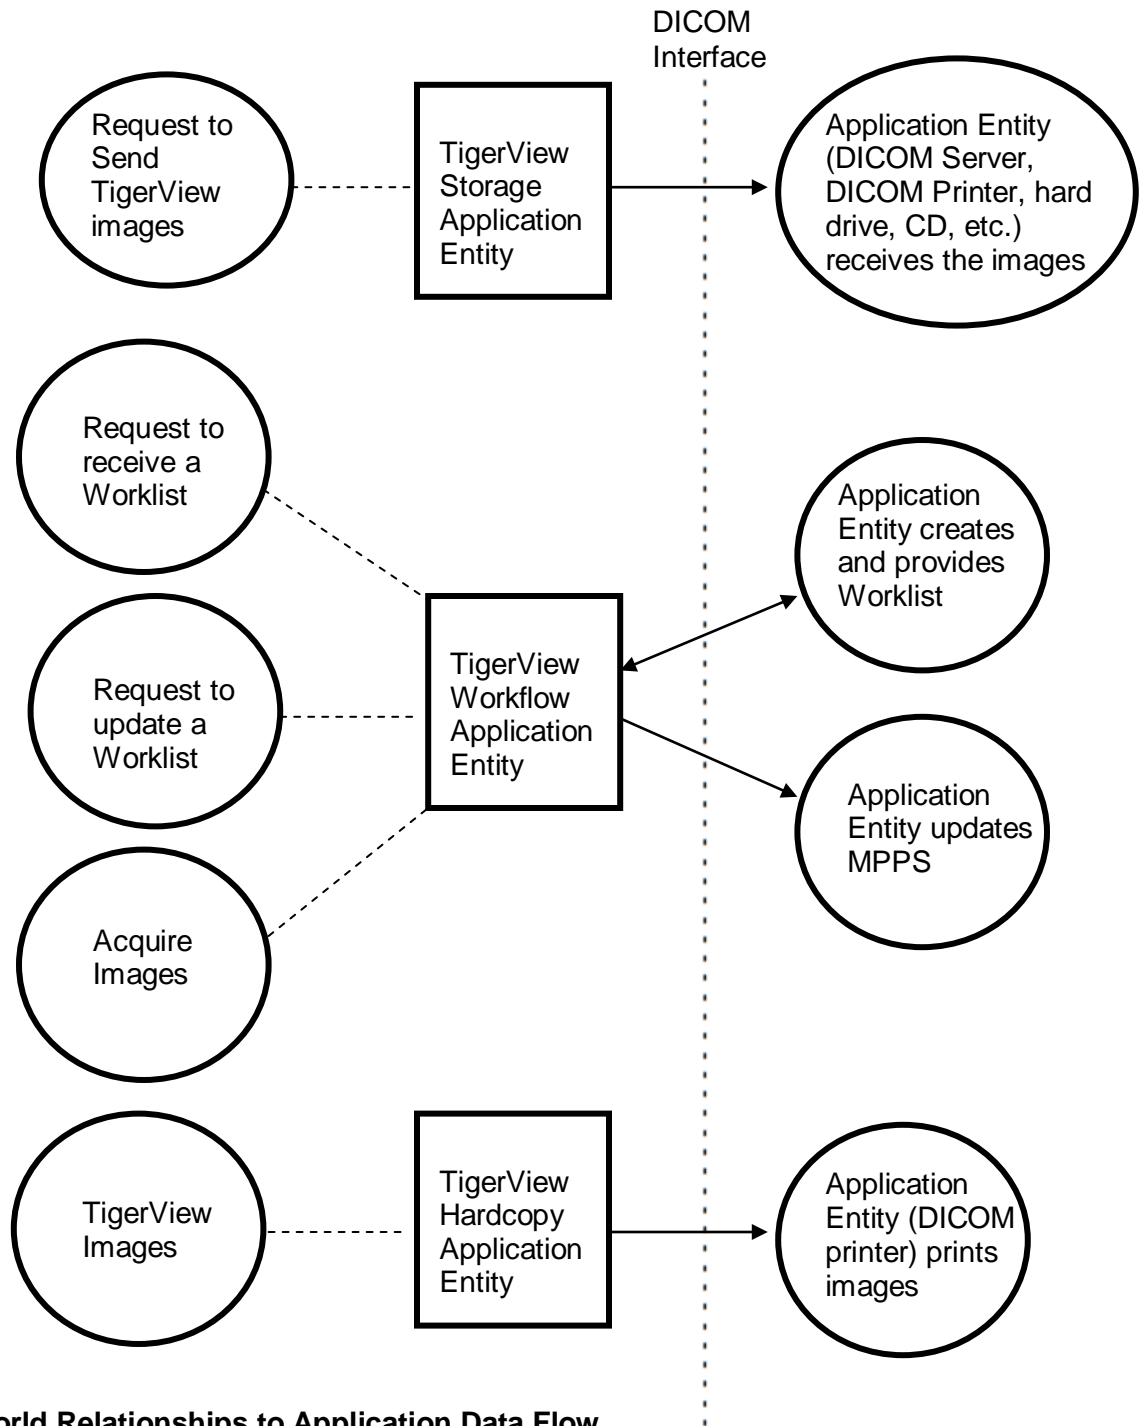 DICOM
Interface
Request to
Send
TigerView
images
TigerView
Storage
Application
Entity
Application Entity
(DICOM Server,
DICOM Printer, hard
drive, CD, etc.)
receives the images
Request to
receive a
Worklist
Request to
update a
Worklist
Acquire
Images
TigerView
Workflow
Application
Entity
Application
Entity creates
and provides
Worklist
Application
Entity updates
MPPS
TigerView
Images
TigerView
Hardcopy
Application
Entity
Application
Entity (DICOM
printer) prints
images
Relationships to Application Data Flow